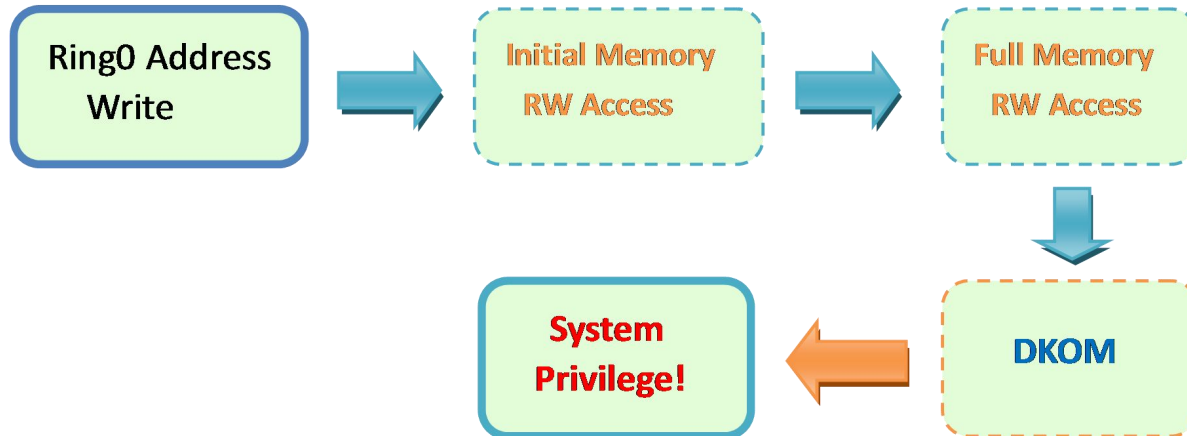 Ring0 Address
Write
Initial Memory
RW Access
Full Memory
RW Access
DKOM
System
Privilege!